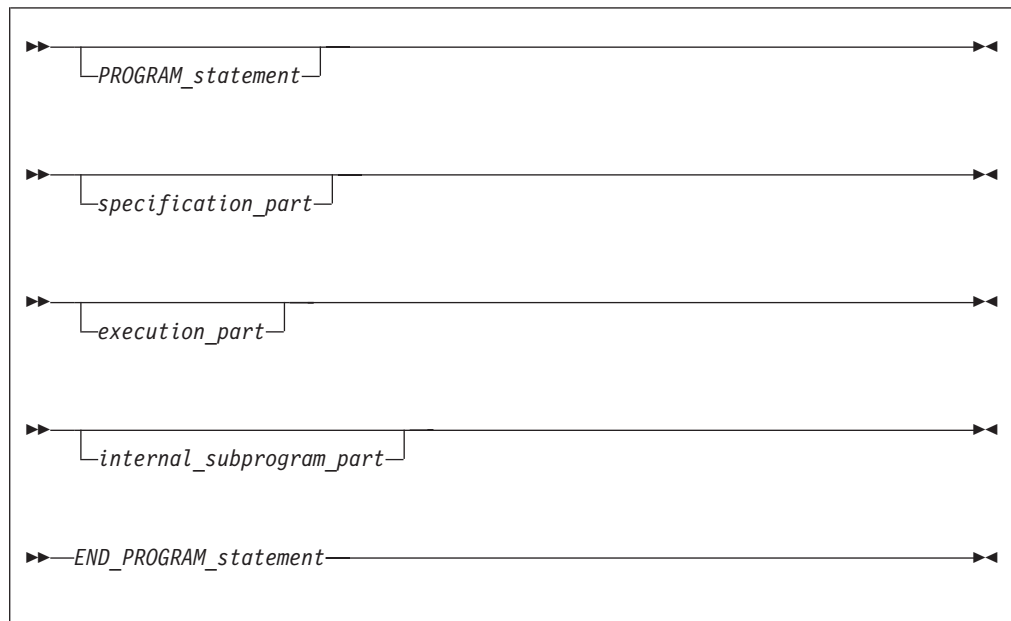 PROGRAM_statement
specification_part
execution_part
internal_subprogram_part
END_PROGRAM_statement